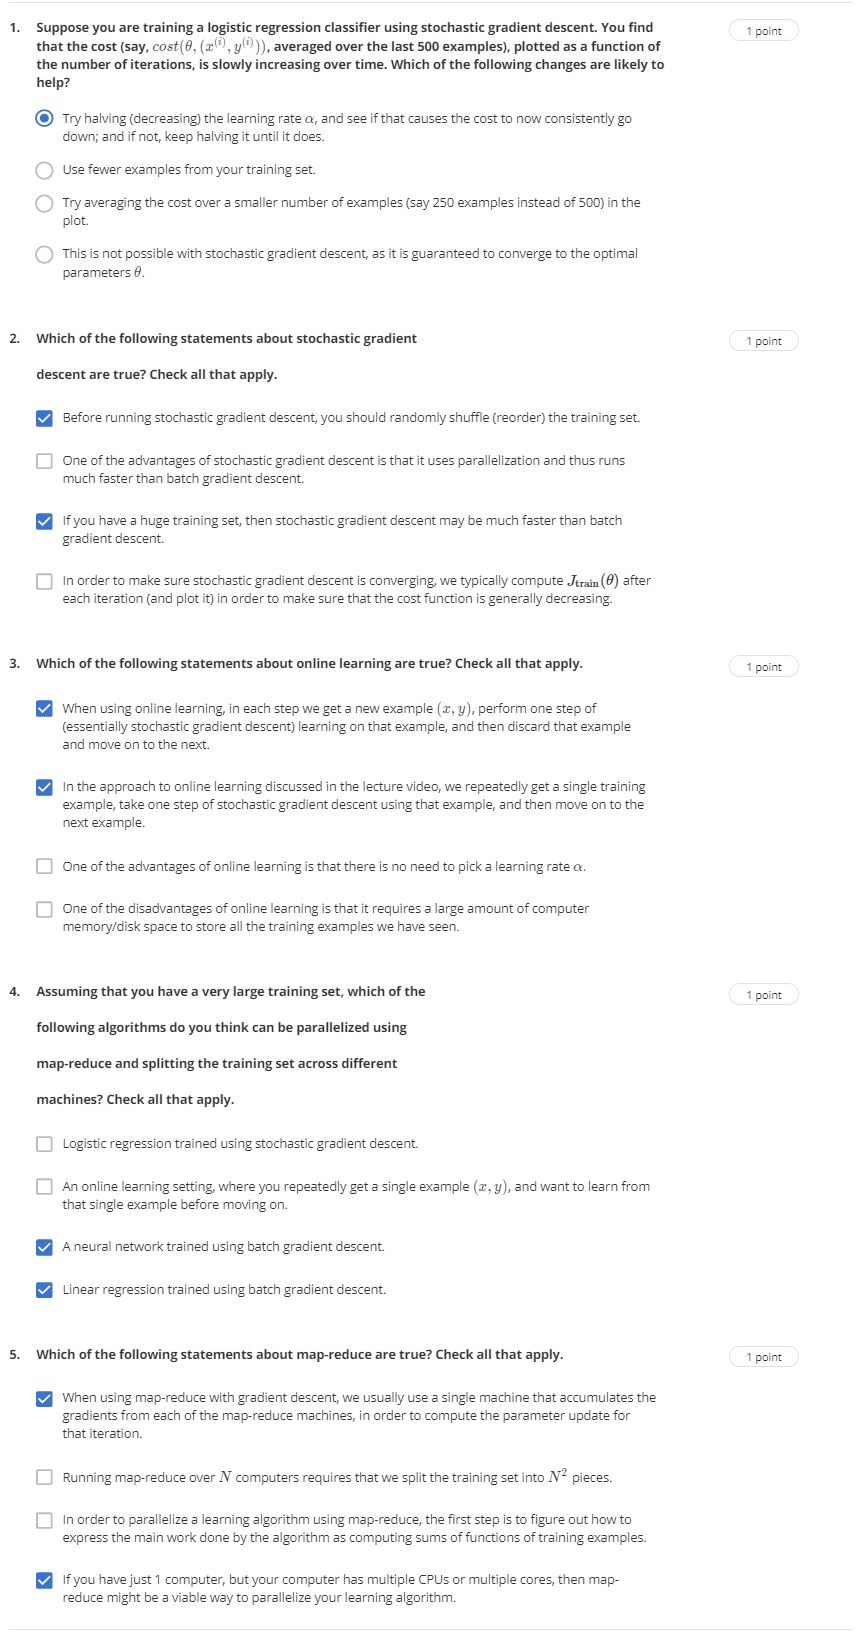 1. Suppose you are training a logistic regression classifier using stochastic gradient descent. You find 1 point
that the cost (say, cost(θ, (x^(i), y^(i))), averaged over the last 500 examples), plotted as a function of
the number of iterations, is slowly increasing over time. Which of the following changes are likely to
help?
Try halving (decreasing) the learning rate α, and see if that causes the cost to now consistently go
down; and if not, keep halving it until it does.
Use fewer examples from your training set.
Try averaging the cost over a smaller number of examples (say 250 examples instead of 500) in the
plot.
This is not possible with stochastic gradient descent, as it is guaranteed to converge to the optimal
parameters θ.
2. Which of the following statements about stochastic gradient 1 point
descent are true? Check all that apply.
Before running stochastic gradient descent, you should randomly shuffle (reorder) the training set.
One of the advantages of stochastic gradient descent is that it uses parallelization and thus runs
much faster than batch gradient descent.
If you have a huge training set, then stochastic gradient descent may be much faster than batch
gradient descent.
In order to make sure stochastic gradient descent is converging, we typically compute J_train(θ) after
each iteration (and plot it) in order to make sure that the cost function is generally decreasing.
3. Which of the following statements about online learning are true? Check all that apply. 1 point
When using online learning, in each step we get a new example (x, y), perform one step of
(essentially stochastic gradient descent) learning on that example, and then discard that example
and move on to the next.
In the approach to online learning discussed in the lecture video, we repeatedly get a single training
example, take one step of stochastic gradient descent using that example, and then move on to the
next example.
One of the advantages of online learning is that there is no need to pick a learning rate α.
One of the disadvantages of online learning is that it requires a large amount of computer
memory/disk space to store all the training examples we have seen.
4. Assuming that you have a very large training set, which of the 1 point
following algorithms do you think can be parallelized using
map-reduce and splitting the training set across different
machines? Check all that apply.
Logistic regression trained using stochastic gradient descent.
An online learning setting, where you repeatedly get a single example (x, y), and want to learn from
that single example before moving on.
A neural network trained using batch gradient descent.
Linear regression trained using batch gradient descent.
5. Which of the following statements about map-reduce are true? Check all that apply. 1 point
When using map-reduce with gradient descent, we usually use a single machine that accumulates the
gradients from each of the map-reduce machines, in order to compute the parameter update for
that iteration.
Running map-reduce over N computers requires that we split the training set into N² pieces.
In order to parallelize a learning algorithm using map-reduce, the first step is to figure out how to
express the main work done by the algorithm as computing sums of functions of training examples.
If you have just 1 computer, but your computer has multiple CPUs or multiple cores, then map-
reduce might be a viable way to parallelize your learning algorithm.